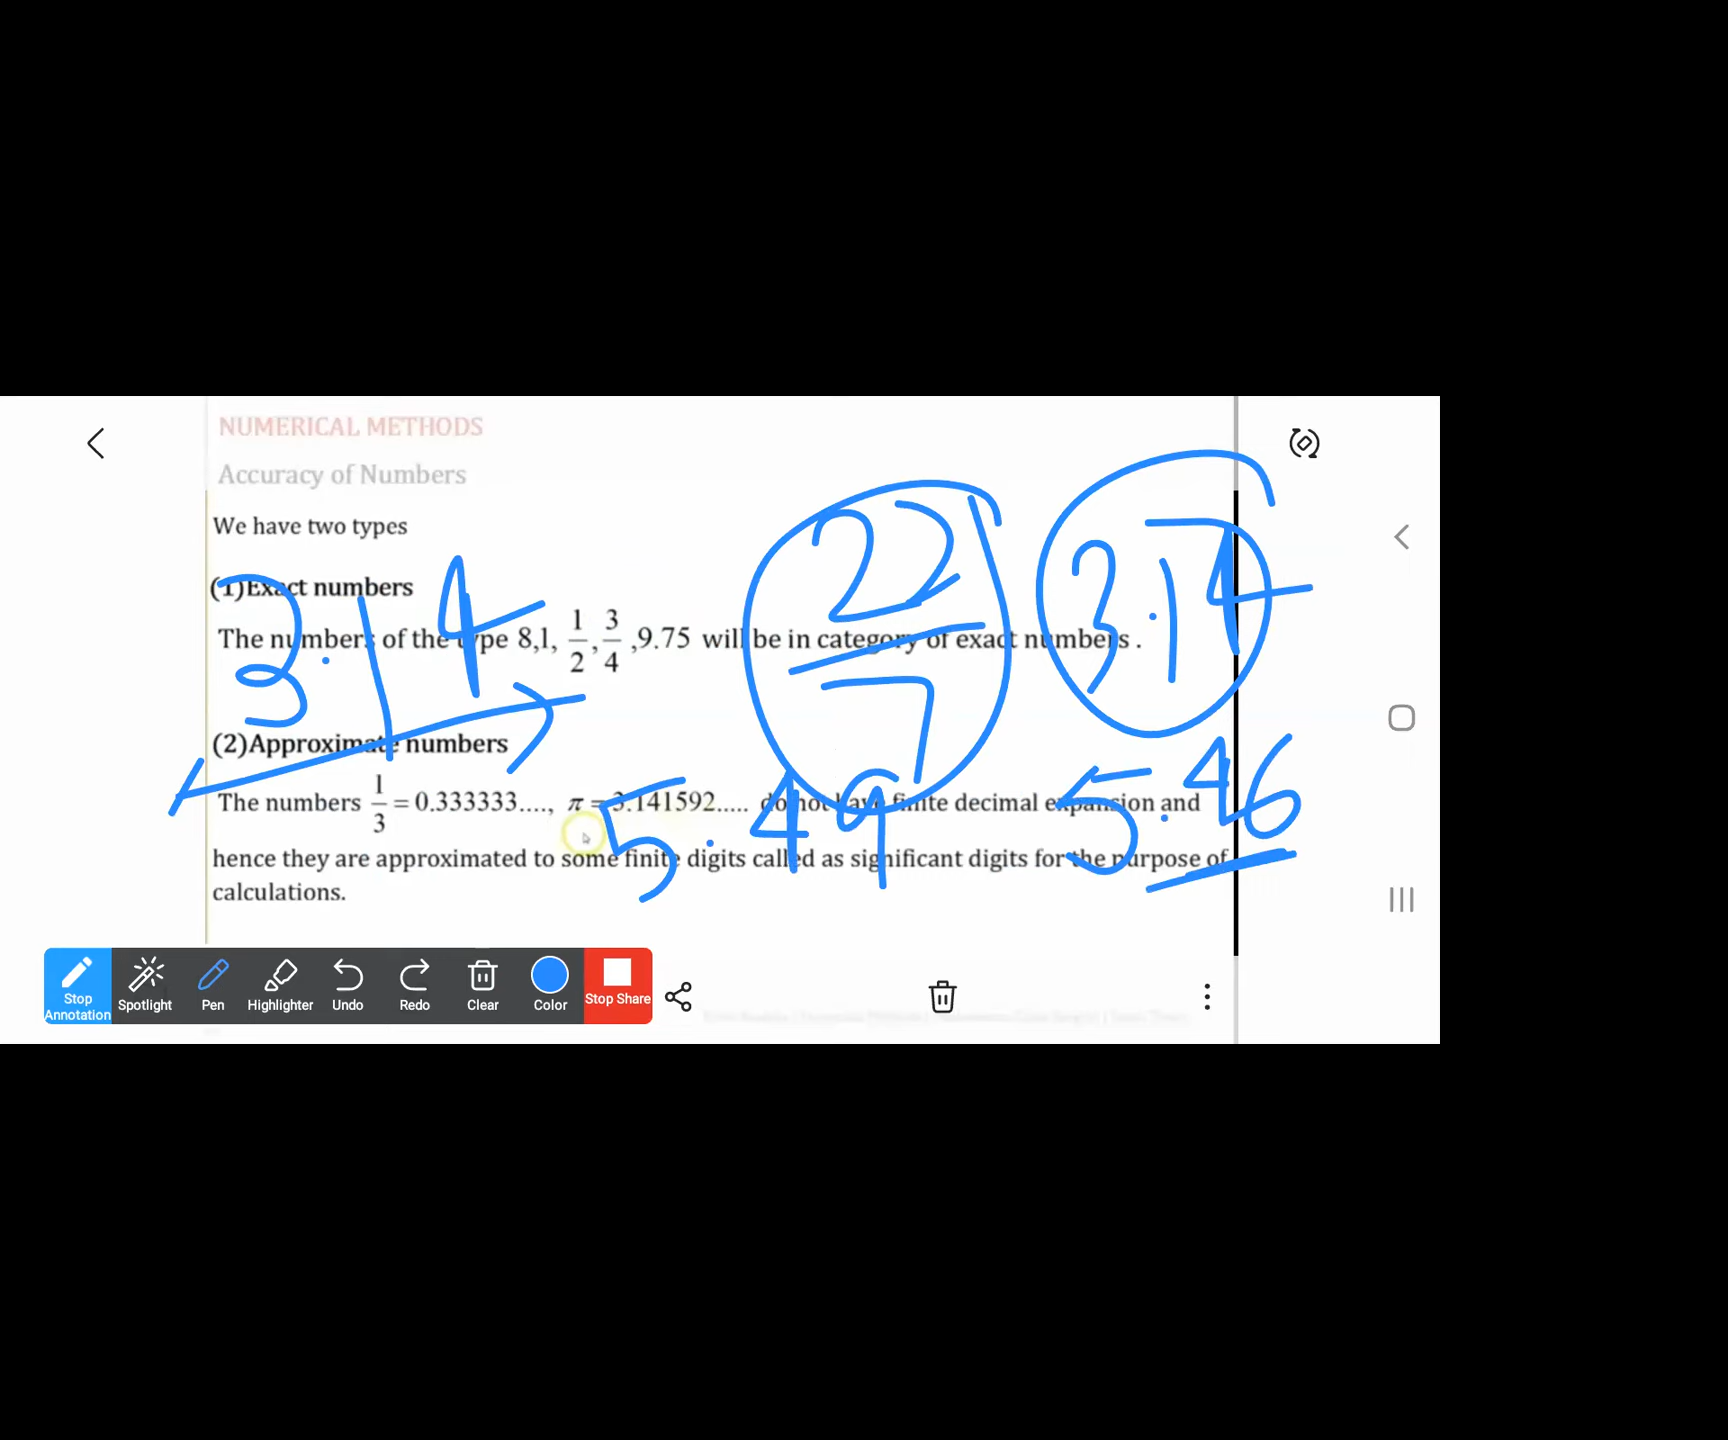 NUMERICAL METHODS
Accuracy of Numbers
We have two types
(1)Exact numbers
The numbers of the type 8,1, 1/2, 3/4 ,9.75 will be in category of exact numbers .
(2)Approximate numbers
The numbers 1/3 = 0.333333...., π = 3.141592..... do not have finite decimal expansion and
hence they are approximated to some finite digits called as significant digits for the purpose of
calculations.
3.14
22/7
3.14
5.49
5.46
Stop Annotation
Spotlight
Pen
Highlighter
Undo
Redo
Clear
Color
Stop Share